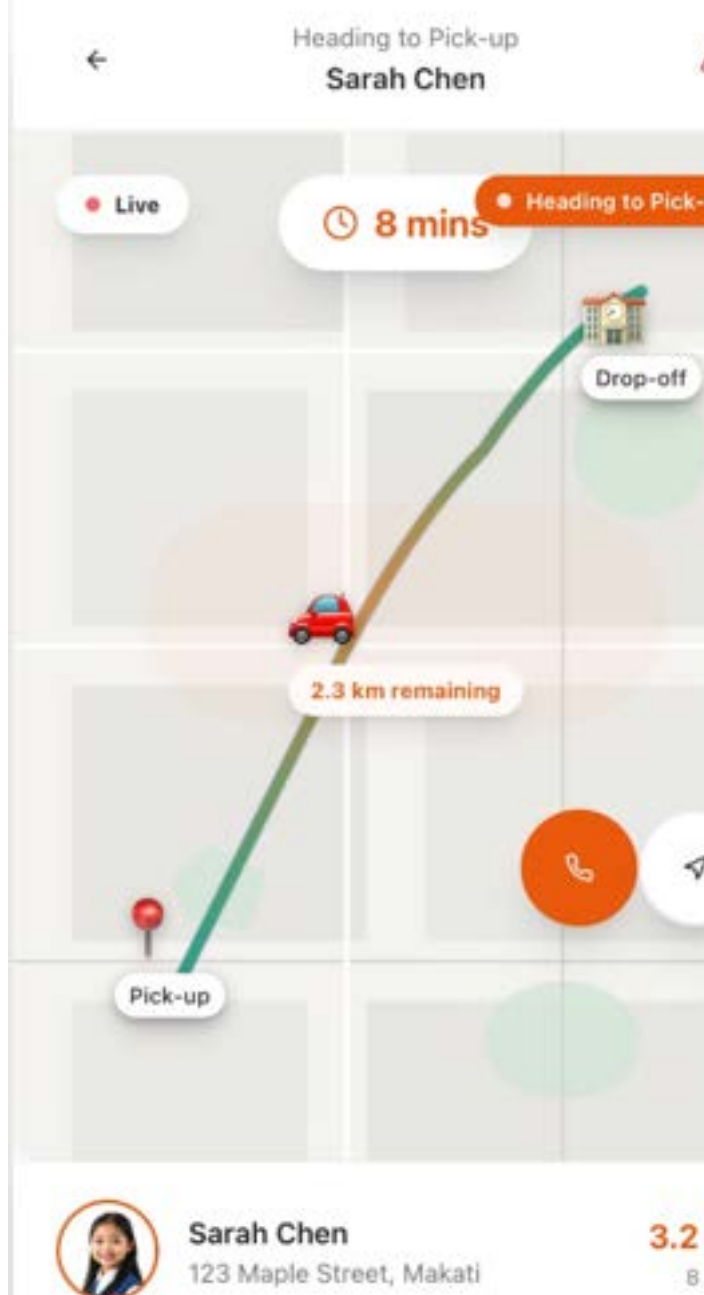 Heading to Pick-up
Sarah Chen
Live
8 mins
Heading to Pick-
Drop-off
2.3 km remaining
Pick-up
Sarah Chen
3.2
123 Maple Street, Makati
8